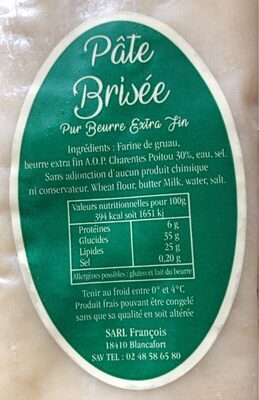 Pâte
Brisée
Pur Beurre Extra Fin
Ingrédients : Farine de gruau,
beurre extra fin A.O.P. Charentes Poitou 30%, eau, sel.
Sans adjonction d'aucun produit chimique
ni conservateur. Wheat flour, butter Milk, water, salt.
Valeurs nutritionnelles pour 100g
394 kcal soit 1651 kj
Protéines 6 g
Glucides 35 g
Lipides 25 g
Sel 0,20 g
Allergènes possibles : gluten et lait du beurre
Tenir au froid entre 0° et 4°C
Produit frais pouvant être congelé
sans que sa qualité en soit altérée
SARL François
18410 Blancafort
SAV TEL : 02 48 58 65 80